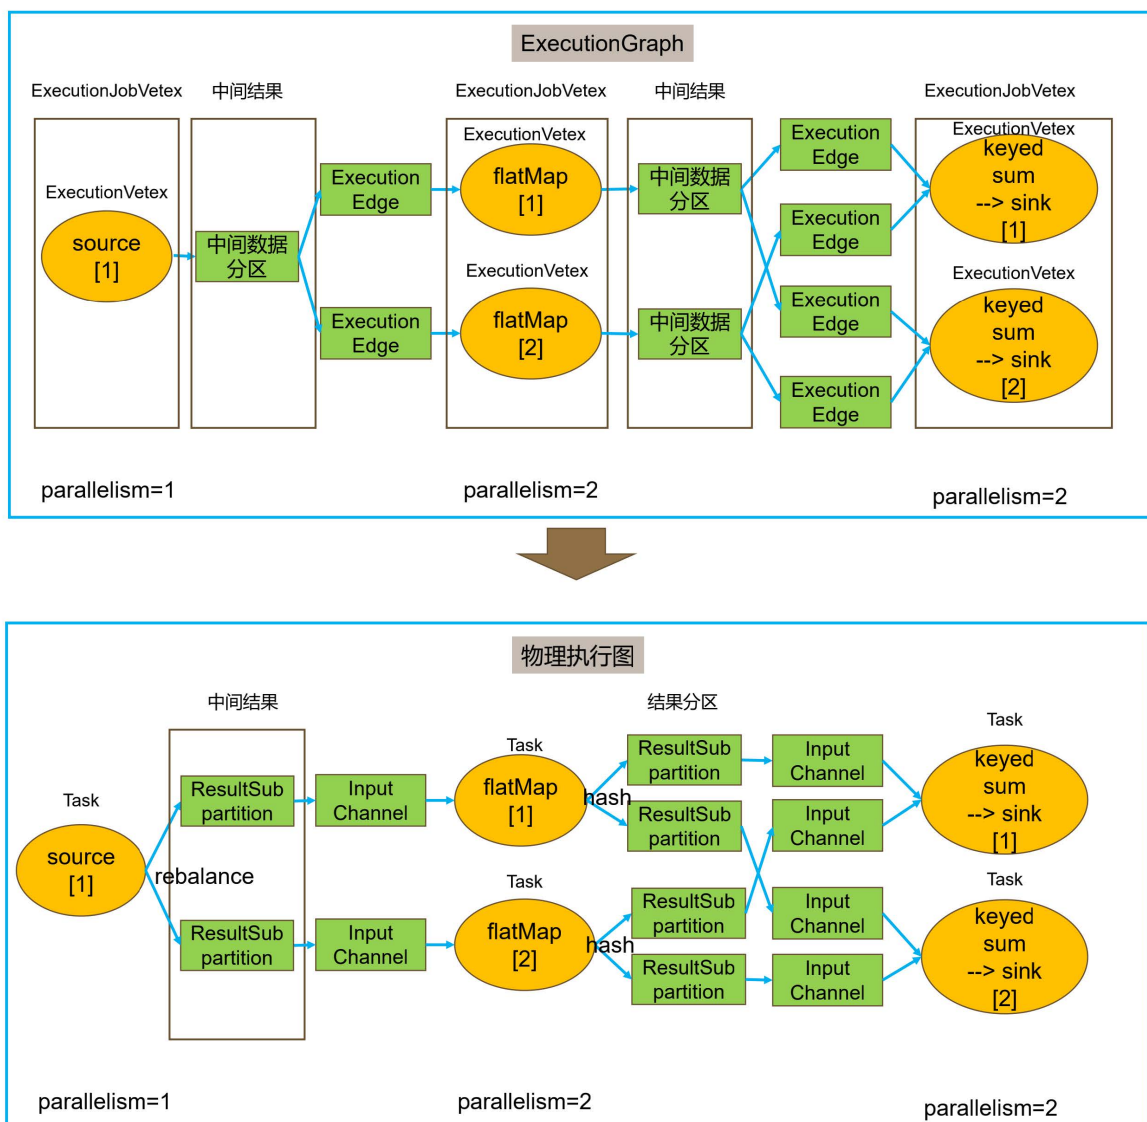 ExecutionGraph
ExecutionJobVetex
中间结果
ExecutionJobVetex
中间结果
ExecutionJobVetex
ExecutionVetex
source
[1]
中间数据
分区
Execution
Edge
Execution
Edge
ExecutionVetex
flatMap
[1]
ExecutionVetex
flatMap
[2]
中间数据
分区
中间数据
分区
Execution
Edge
Execution
Edge
Execution
Edge
Execution
Edge
ExecutionVetex
keyed
sum
--> sink
[1]
ExecutionVetex
keyed
sum
--> sink
[2]
parallelism=1
parallelism=2
parallelism=2
物理执行图
中间结果
结果分区
Task
source
[1]
rebalance
ResultSub
partition
ResultSub
partition
Input
Channel
Input
Channel
Task
flatMap
[1]
hash
Task
flatMap
[2]
hash
ResultSub
partition
ResultSub
partition
ResultSub
partition
ResultSub
partition
Input
Channel
Input
Channel
Input
Channel
Input
Channel
Task
keyed
sum
--> sink
[1]
Task
keyed
sum
--> sink
[2]
parallelism=1
parallelism=2
parallelism=2